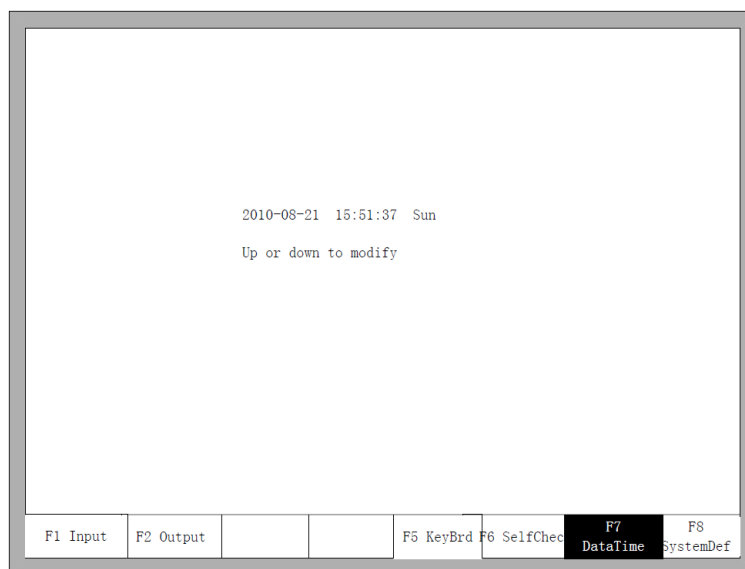 2010-08-21 15:51:37 Sun
Up or down to modify
F1 Input F2 Output F5 KeyBrd F6 SelfChec F7 F8
DataTime SystemDef